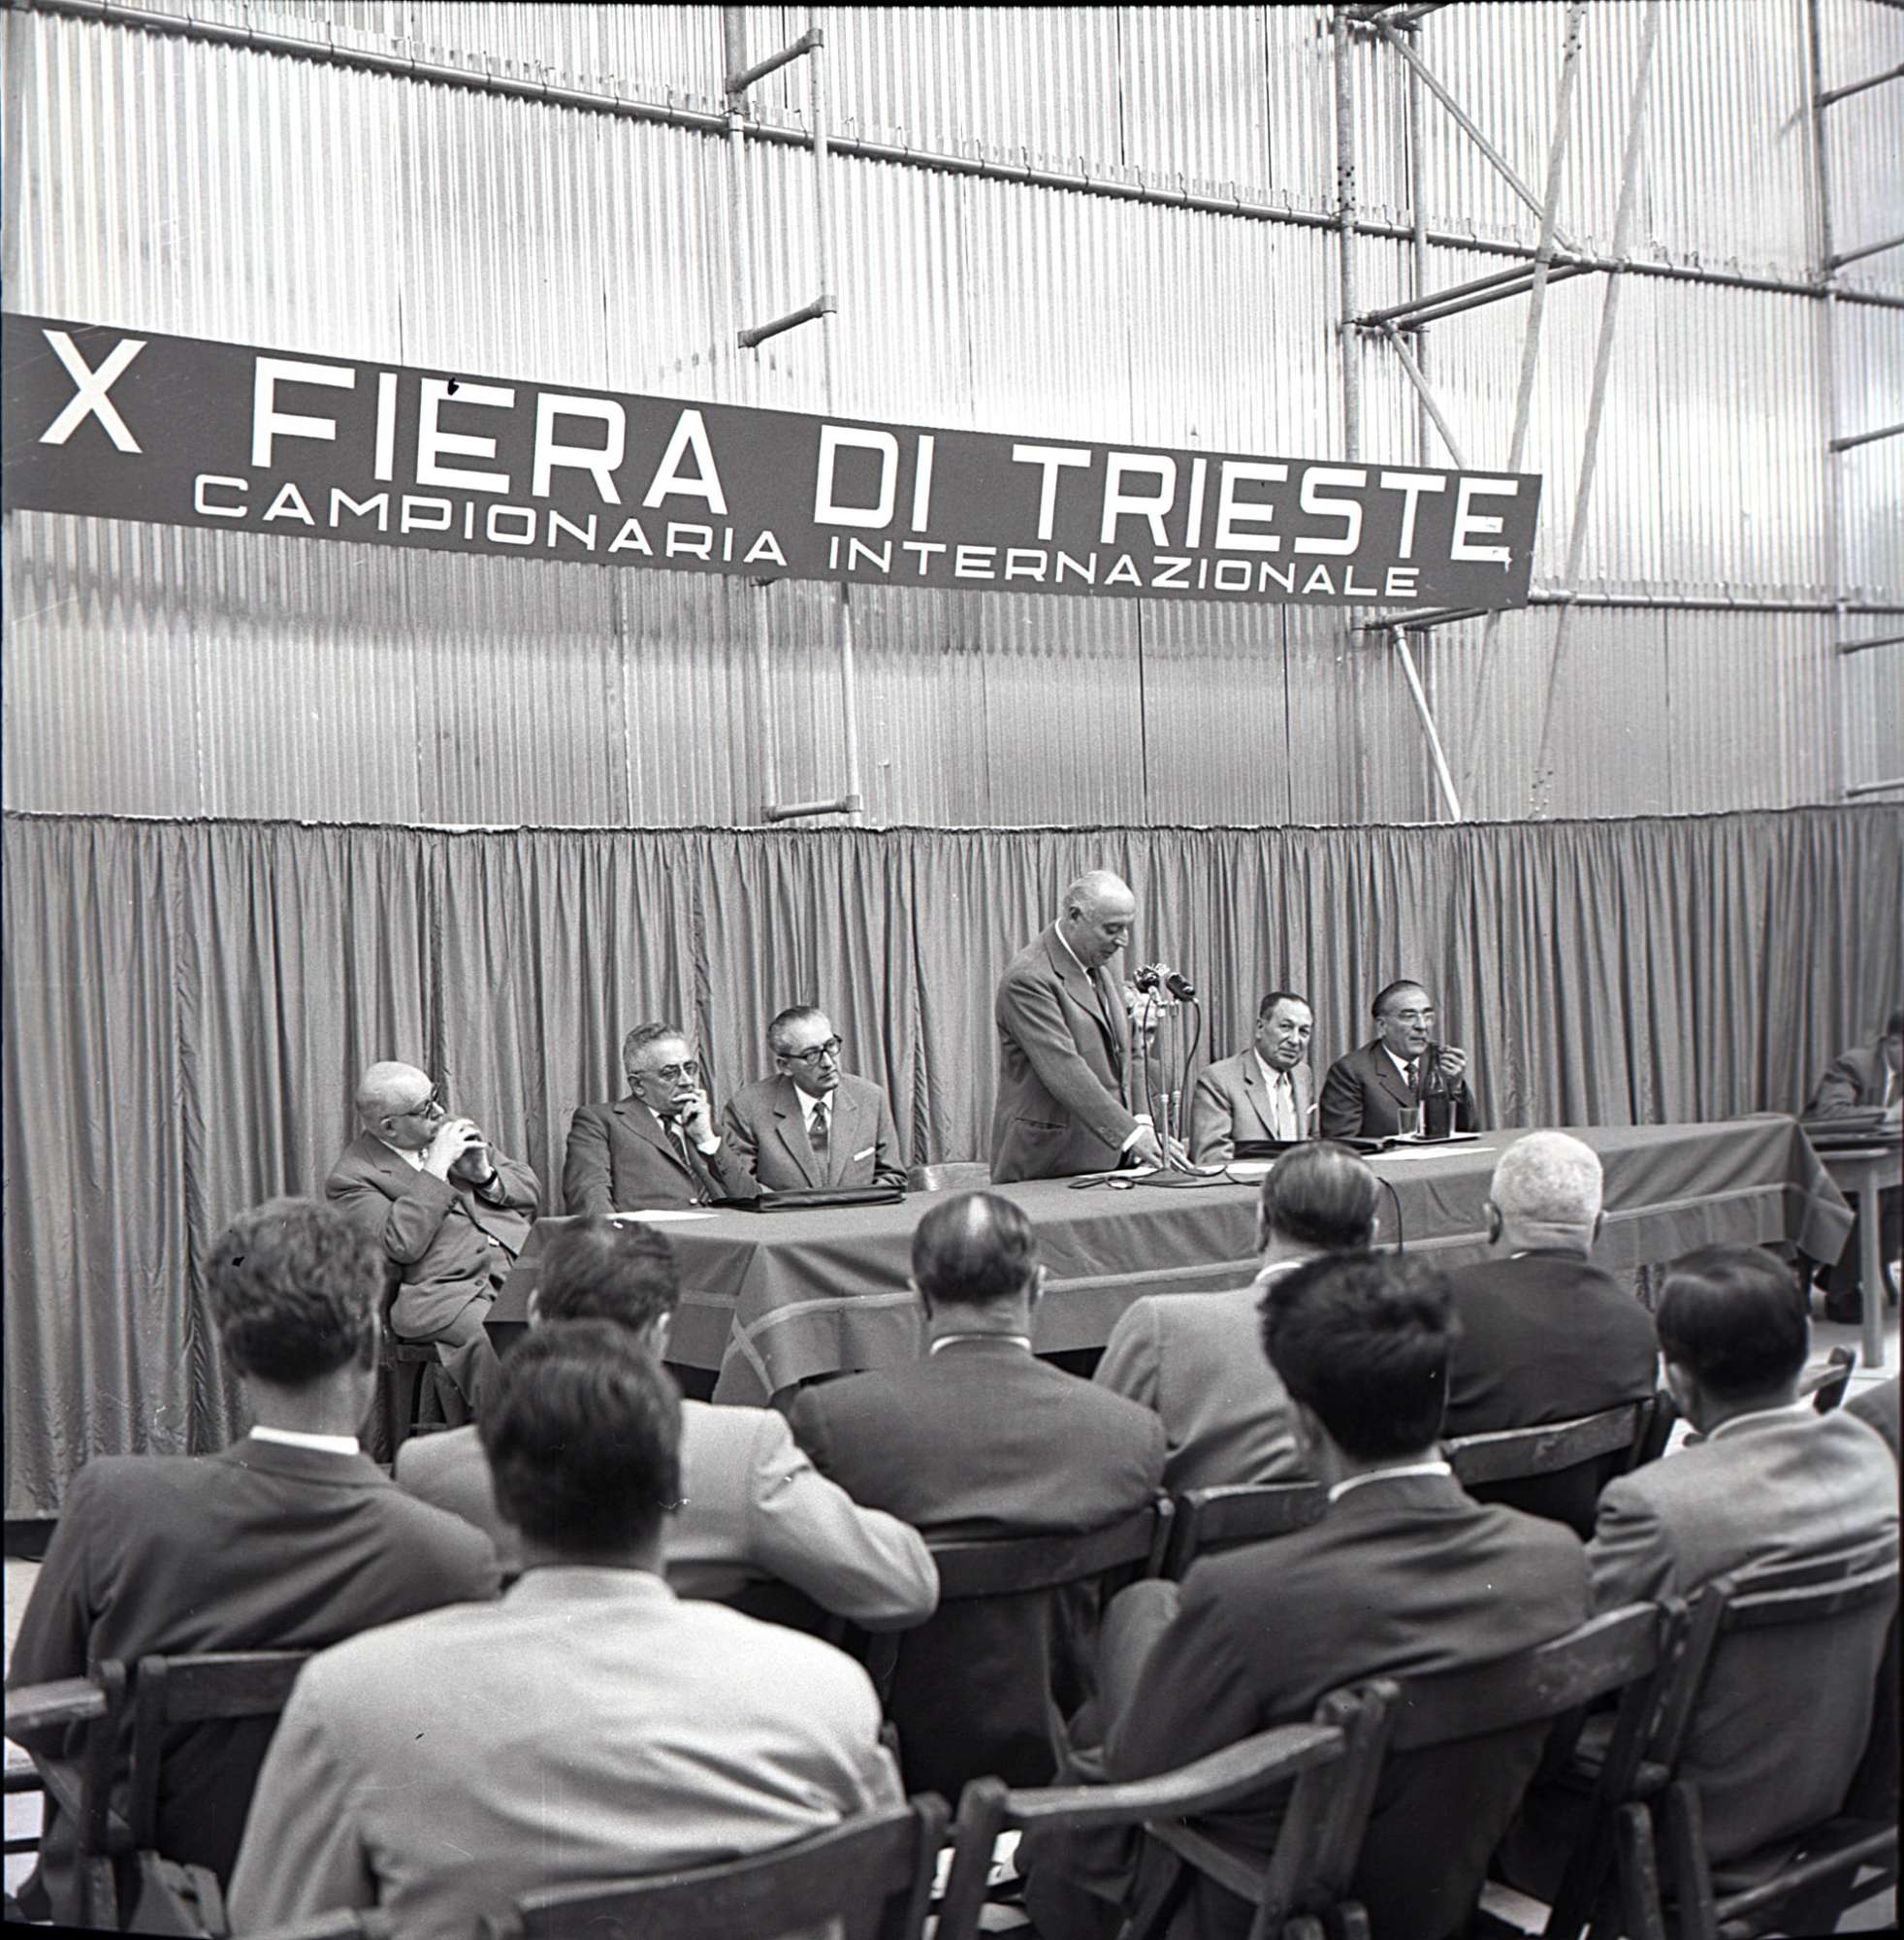 X FIERA DI TRIESTE
CAMPIONARIA INTERNAZIONALE